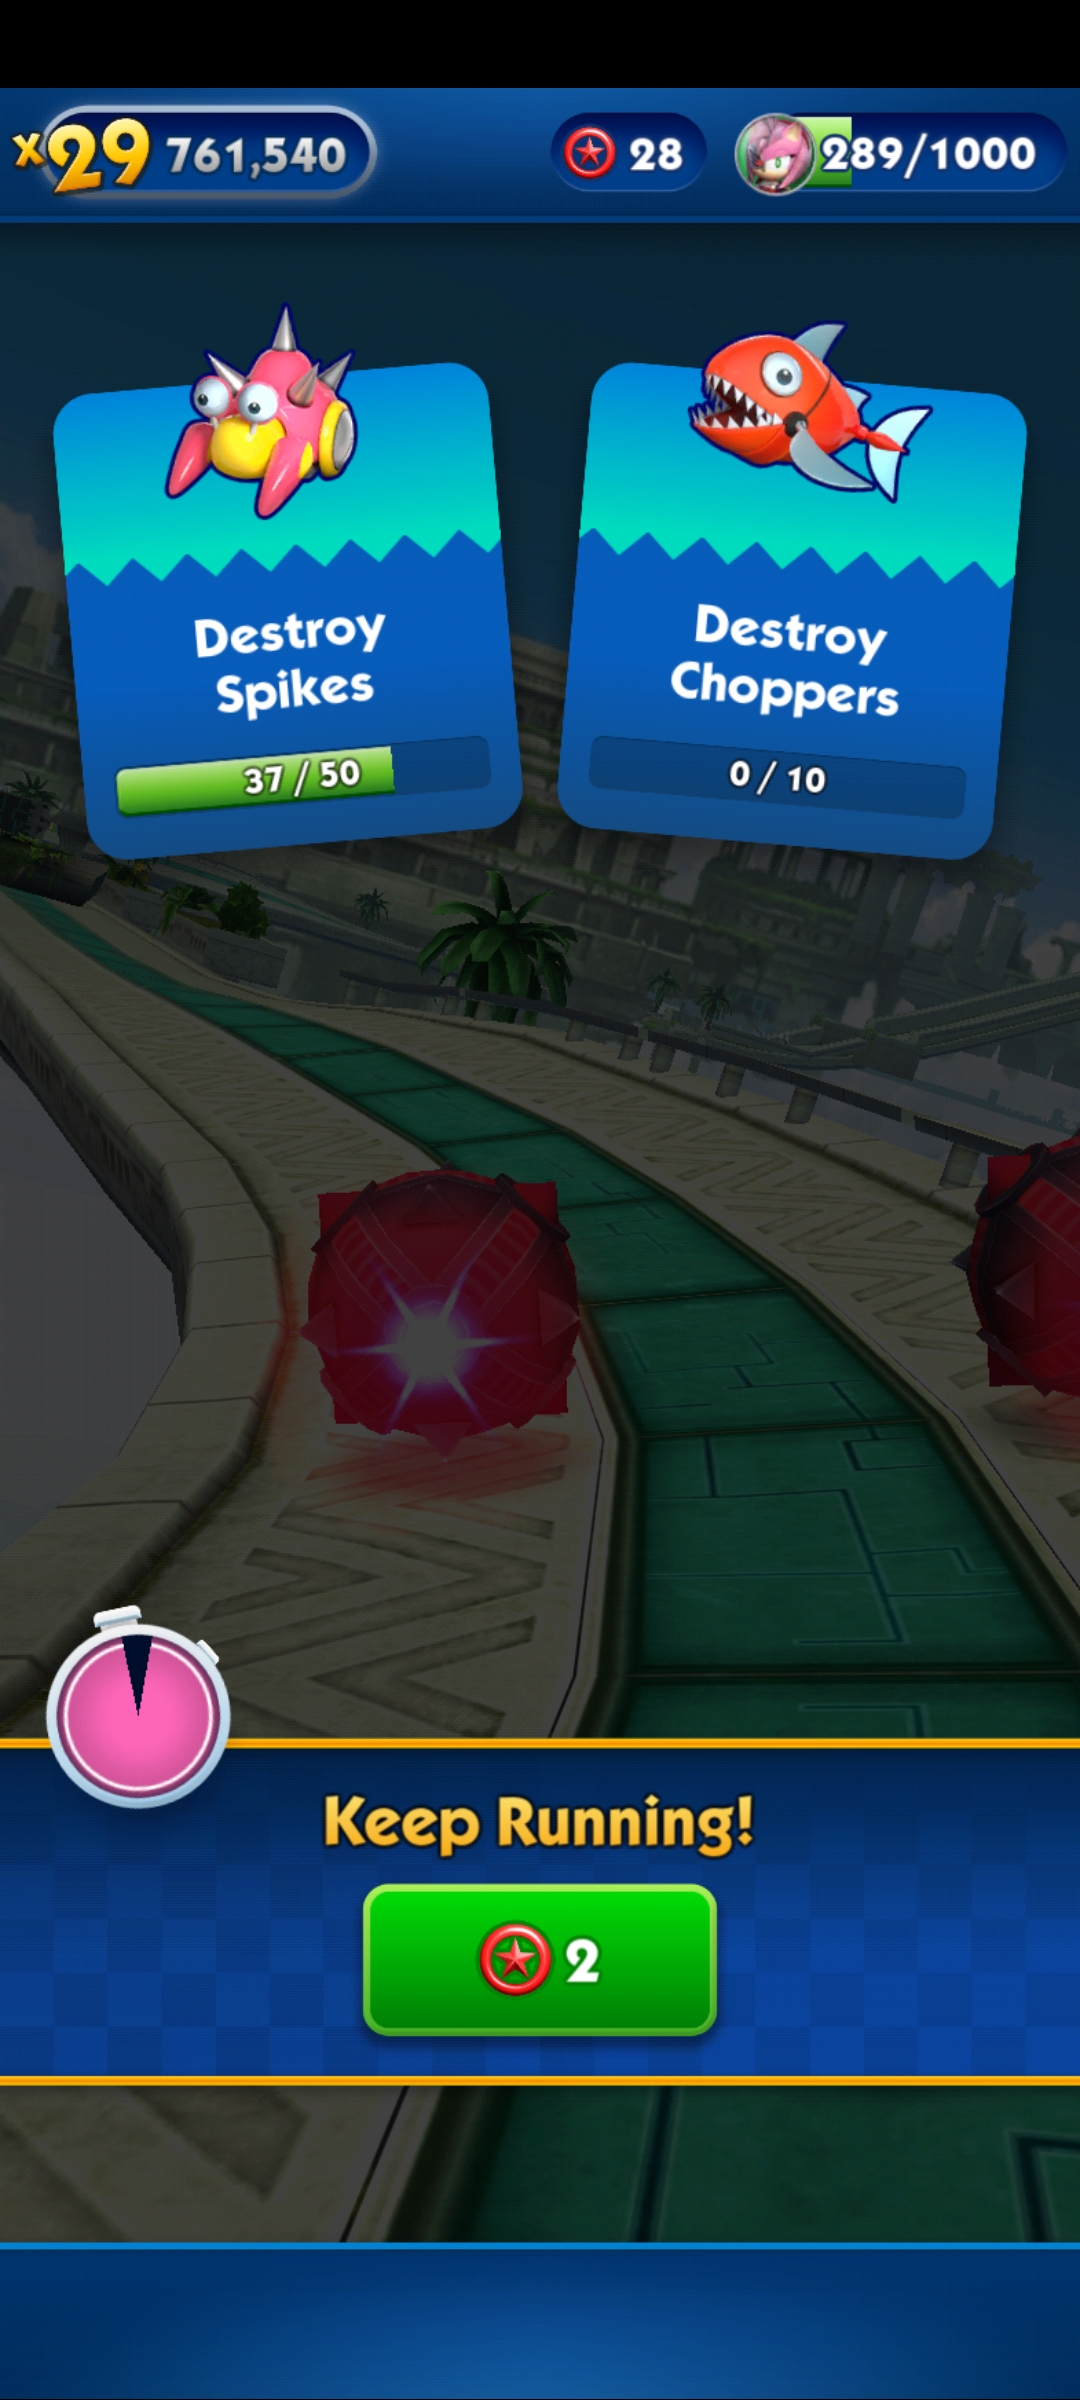 x29 761,540
28
289/1000
Destroy
Spikes
37 / 50
Destroy
Choppers
0 / 10
Keep Running!
2